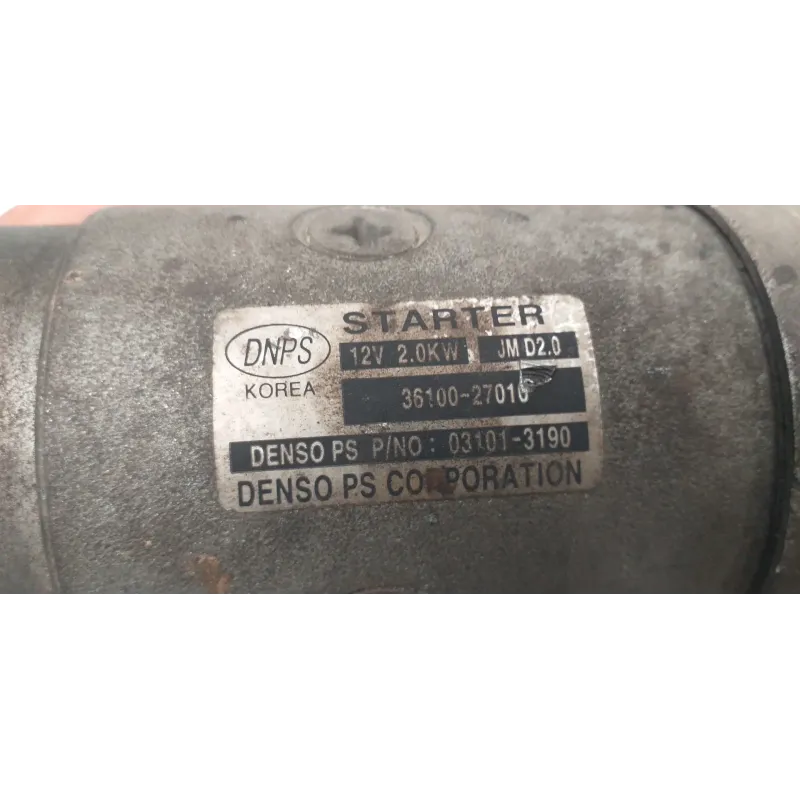 STARTER
DNPS
12V 2.0KW JM D2.0
KOREA
36100-27010
DENSO PS P/NO: 03101-3190
DENSO PS CORPORATION